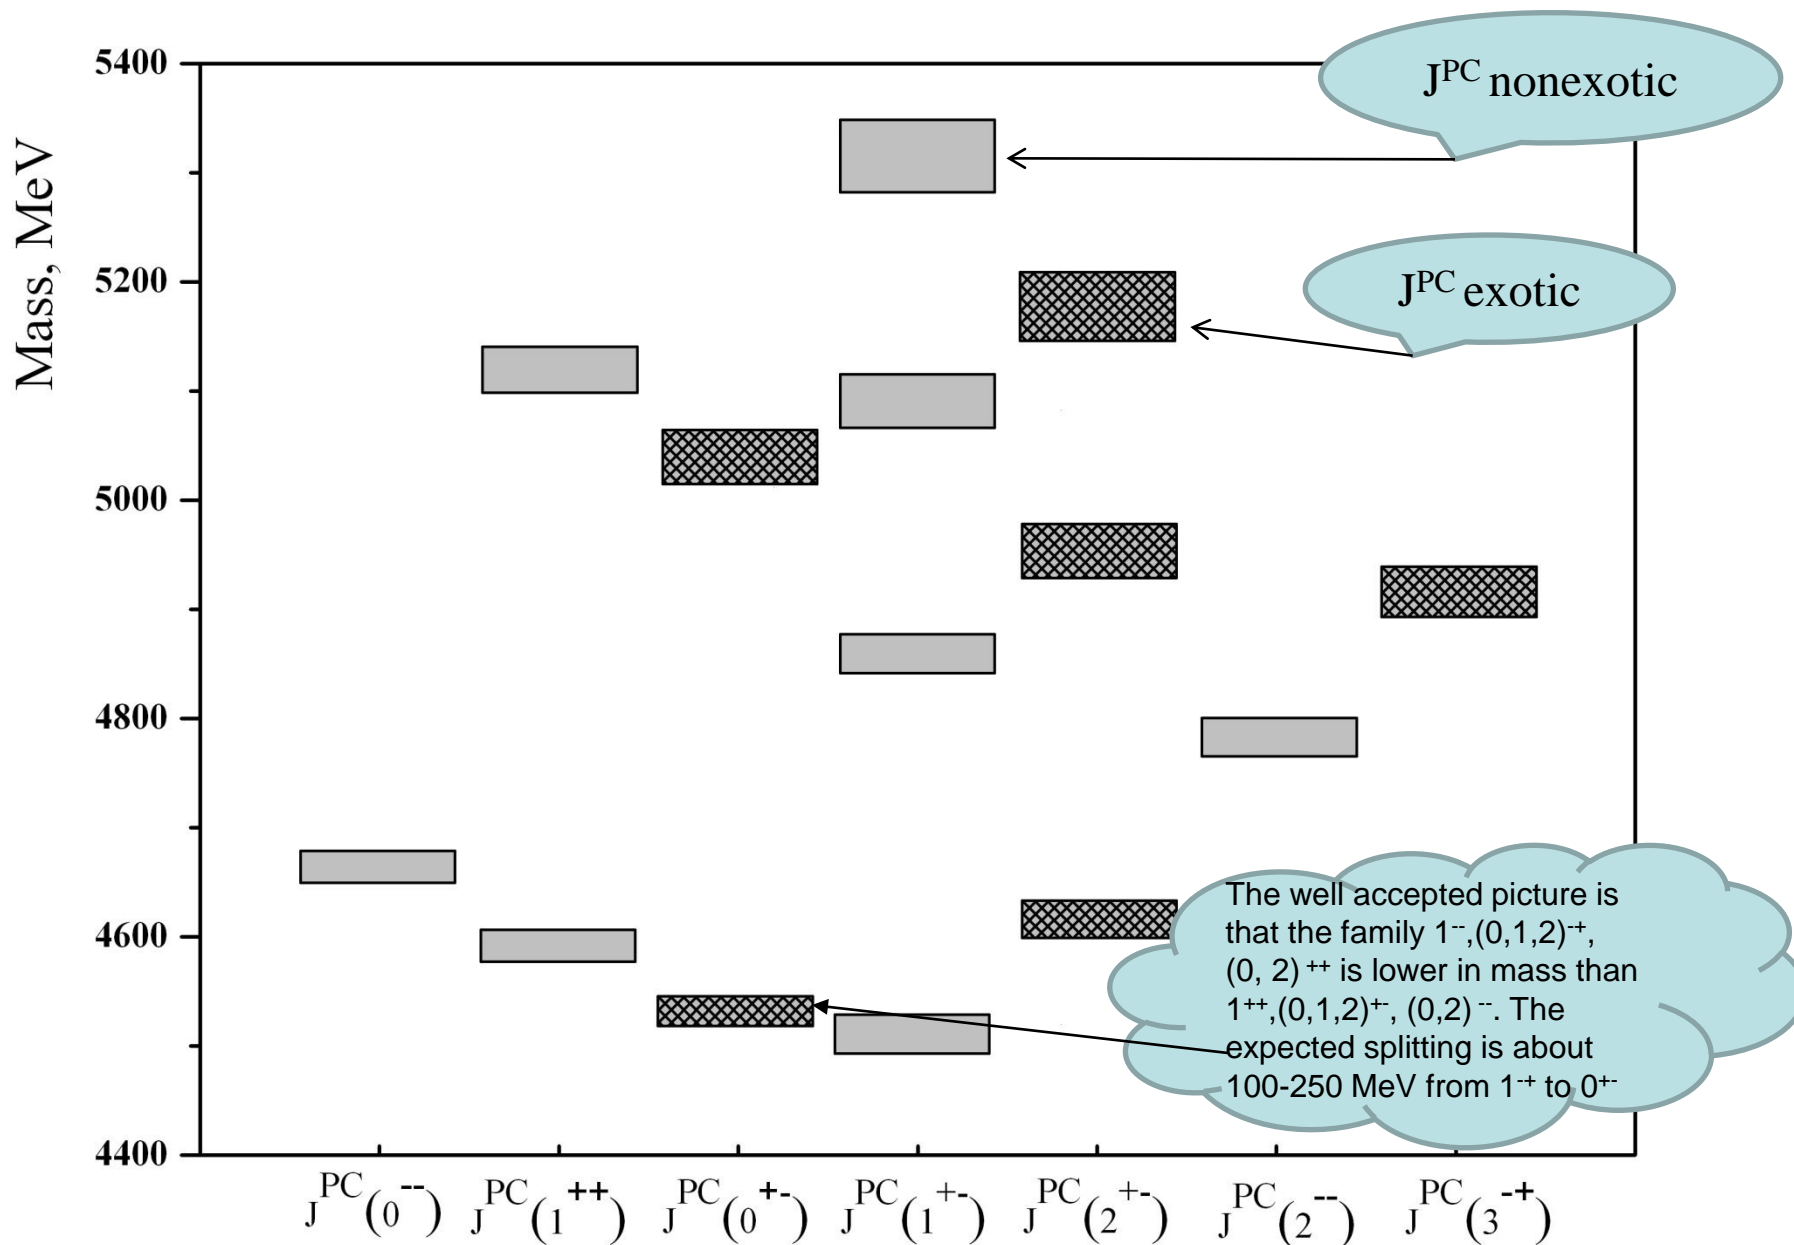 5400
J^PC nonexotic
Mass, MeV
5200
J^PC exotic
5000
4800
The well accepted picture is
that the family 1^--,(0,1,2)^-+,
(0, 2)^++ is lower in mass than
1^++,(0,1,2)^+-, (0,2)^--. The
expected splitting is about
100-250 MeV from 1^-+ to 0^+-
4600
4400
J^PC(0^--) J^PC(1^++) J^PC(0^+-) J^PC(1^+-) J^PC(2^+-) J^PC(2^--) J^PC(3^-+)